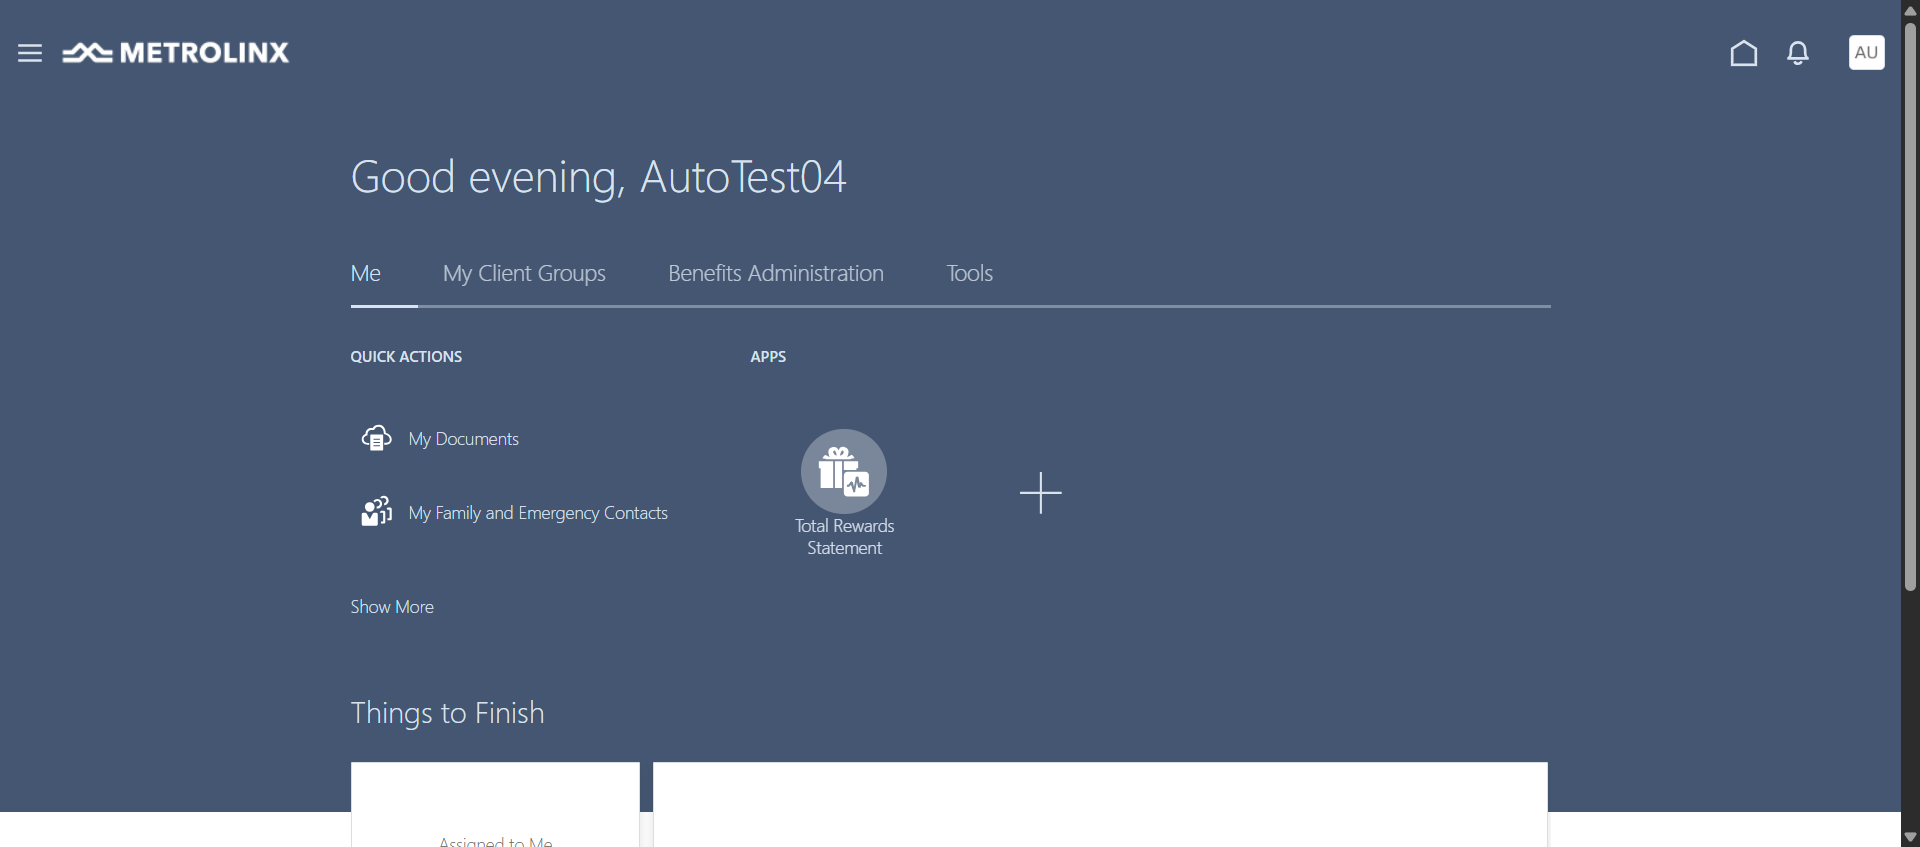 METROLINX
AU
Good evening, AutoTest04
Me
My Client Groups
Benefits Administration
Tools
QUICK ACTIONS
My Documents
My Family and Emergency Contacts
Show More
APPS
Total Rewards
Statement
Things to Finish
Assigned to Me